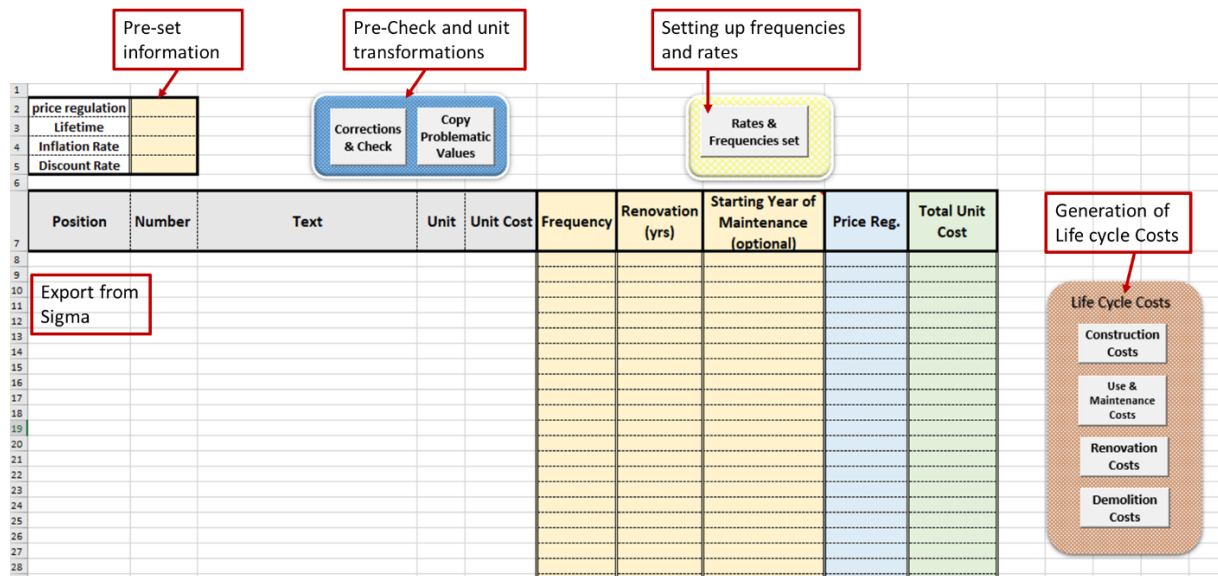 Pre-set
information
Pre-Check and unit
transformations
Setting up frequencies
and rates
1
2
price regulation
3
Lifetime
4
Inflation Rate
5
Discount Rate
6
Corrections
& Check
Copy
Problematic
Values
Rates &
Frequencies set
7
Position
Number
Text
Unit
Unit Cost
Frequency
Renovation
(yrs)
Starting Year of
Maintenance
(optional)
Price Reg.
Total Unit
Cost
Generation of
Life cycle Costs
8
9
10
11
12
13
14
15
16
17
18
19
20
21
22
23
24
25
26
27
28
Export from
Sigma
Life Cycle Costs
Construction
Costs
Use &
Maintenance
Costs
Renovation
Costs
Demolition
Costs